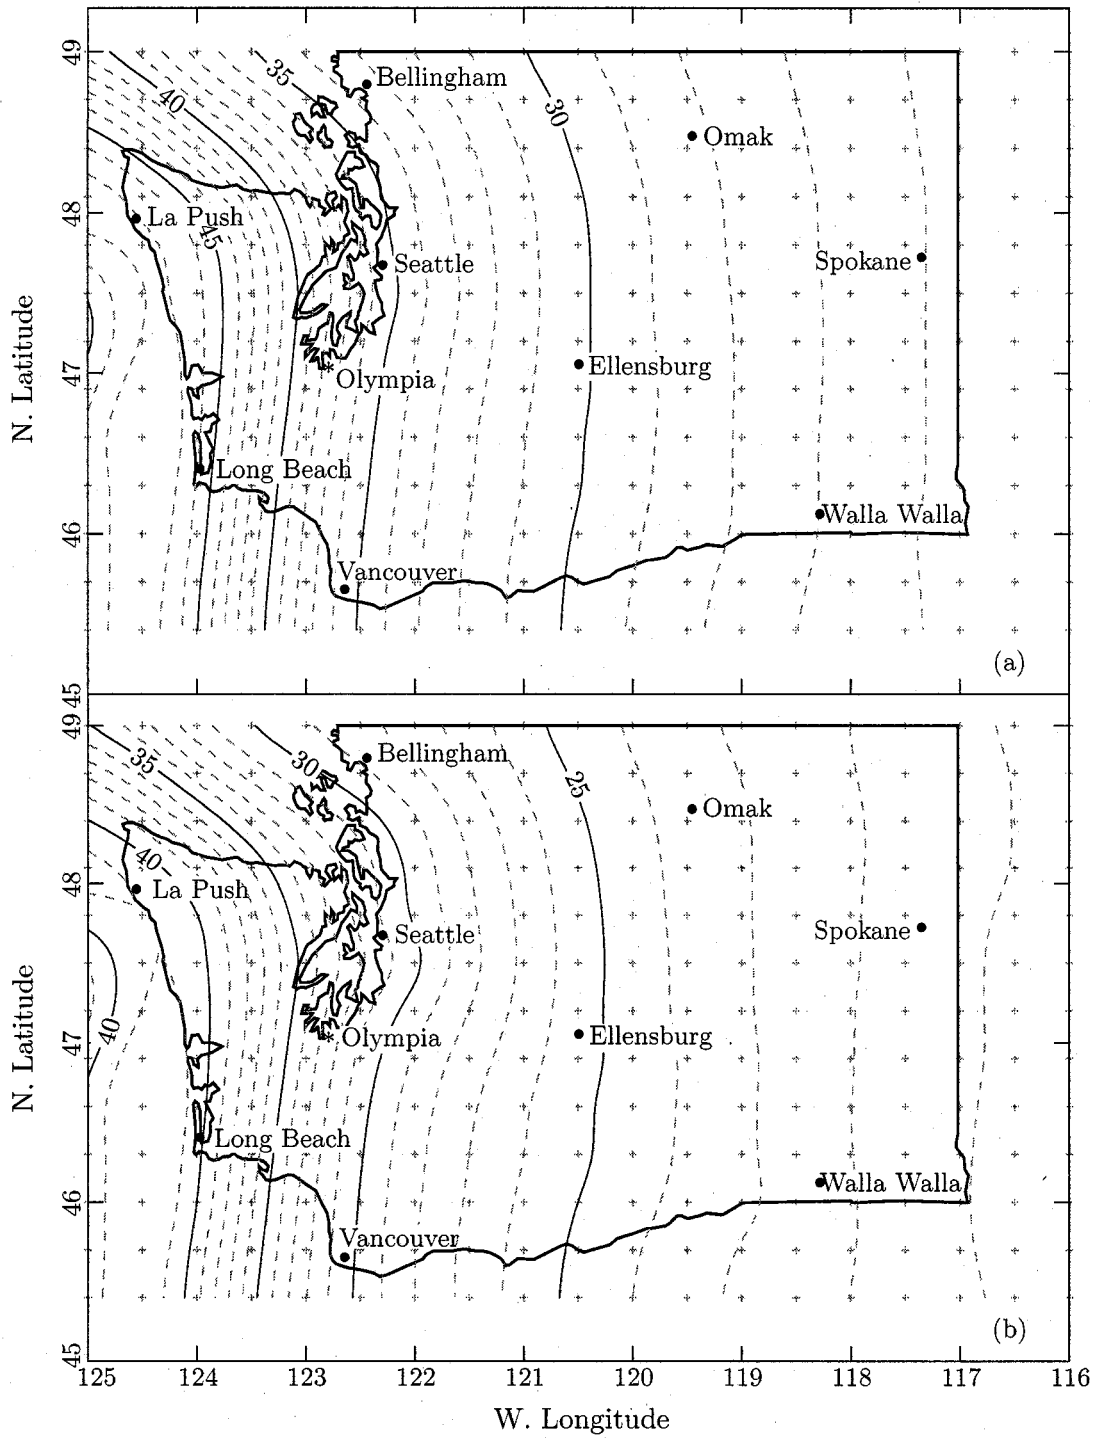 49
35
40
Bellingham
30
Omak
48
La Push
45
Seattle
Spokane
N. Latitude
47
Ellensburg
*
Olympia
Long Beach
46
Walla Walla
Vancouver
(a)
45
49
35
30
Bellingham
25
Omak
40
48
La Push
Seattle
Spokane
N. Latitude
40
47
Ellensburg
*
Olympia
Long Beach
46
Walla Walla
Vancouver
(b)
45
125 124 123 122 121 120 119 118 117 116
W. Longitude